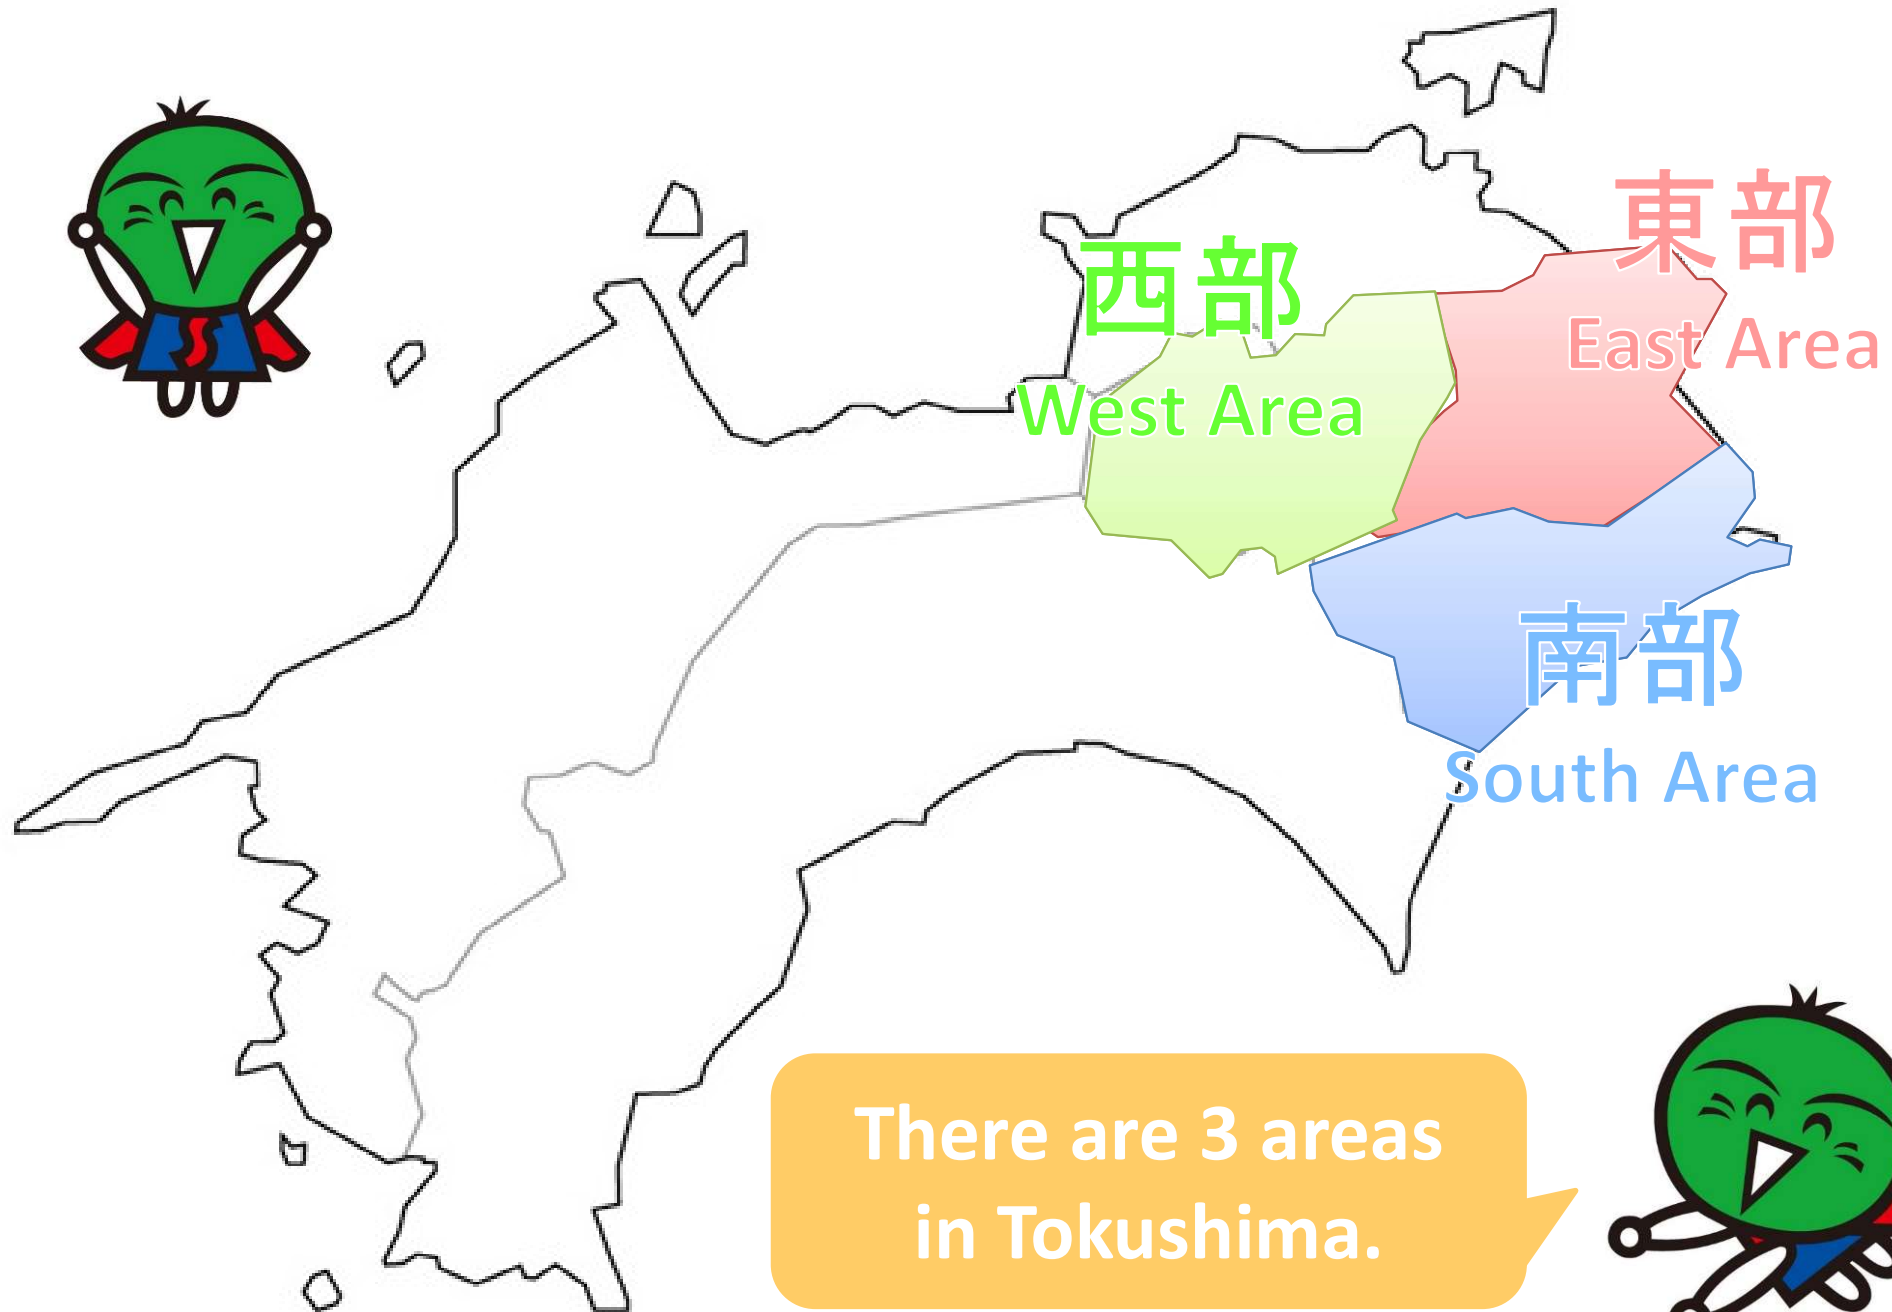 東部
East Area
西部
West Area
南部
South Area
There are 3 areas
in Tokushima.